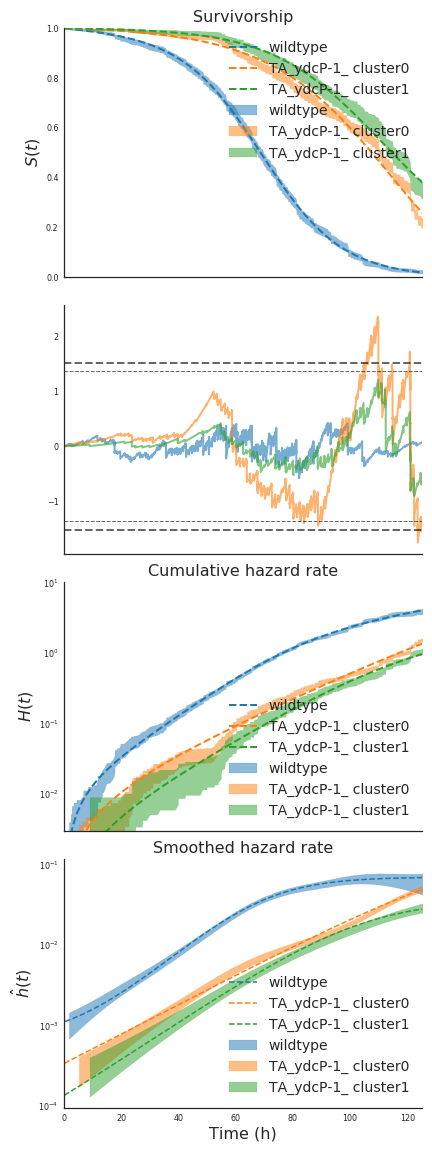 Survivorship
1.0
0.8
0.6
0.4
0.2
0.0
S(t)
wildtype
TA_ydcP-1_ cluster0
TA_ydcP-1_ cluster1
wildtype
TA_ydcP-1_ cluster0
TA_ydcP-1_ cluster1
2
1
0
−1
Cumulative hazard rate
10^1
10^0
10^−1
10^−2
H(t)
wildtype
TA_ydcP-1_ cluster0
TA_ydcP-1_ cluster1
wildtype
TA_ydcP-1_ cluster0
TA_ydcP-1_ cluster1
Smoothed hazard rate
10^−1
10^−2
10^−3
10^−4
ĥ(t)
wildtype
TA_ydcP-1_ cluster0
TA_ydcP-1_ cluster1
wildtype
TA_ydcP-1_ cluster0
TA_ydcP-1_ cluster1
0 20 40 60 80 100 120
Time (h)